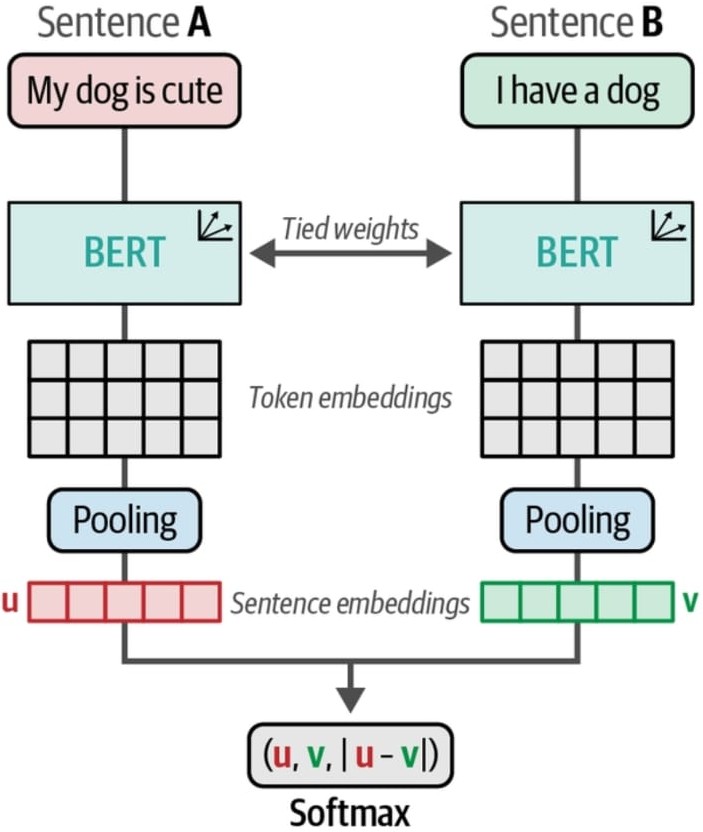 Sentence A
Sentence B
My dog is cute
I have a dog
BERT
Tied weights
BERT
Token embeddings
Pooling
Pooling
u
Sentence embeddings
v
(u, v, | u - v|)
Softmax